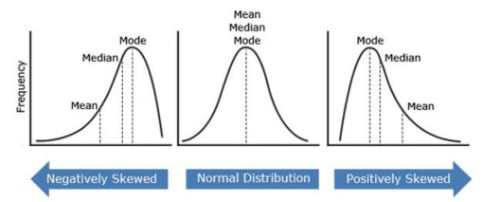 Mean
Median
Mode
Mode
Median
Mean
Mode
Median
Mean
Frequency
Negatively Skewed
Normal Distribution
Positively Skewed